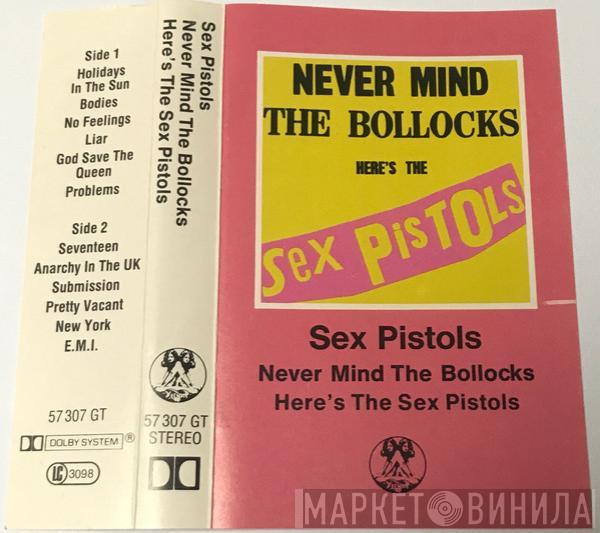 Side 1
Holidays
In The Sun
Bodies
No Feelings
Liar
God Save The
Queen
Problems
Side 2
Seventeen
Anarchy In The UK
Submission
Pretty Vacant
New York
E.M.I.
57 307 GT
DOLBY SYSTEM ®
LC 3098
Sex Pistols
Never Mind The Bollocks
Here's The Sex Pistols
Virgin
57 307 GT
STEREO
NEVER MIND
THE BOLLOCKS
HERE'S THE
Sex PisTOLs
Sex Pistols
Never Mind The Bollocks
Here's The Sex Pistols
Virgin
МАРКЕТ ВИНИЛА